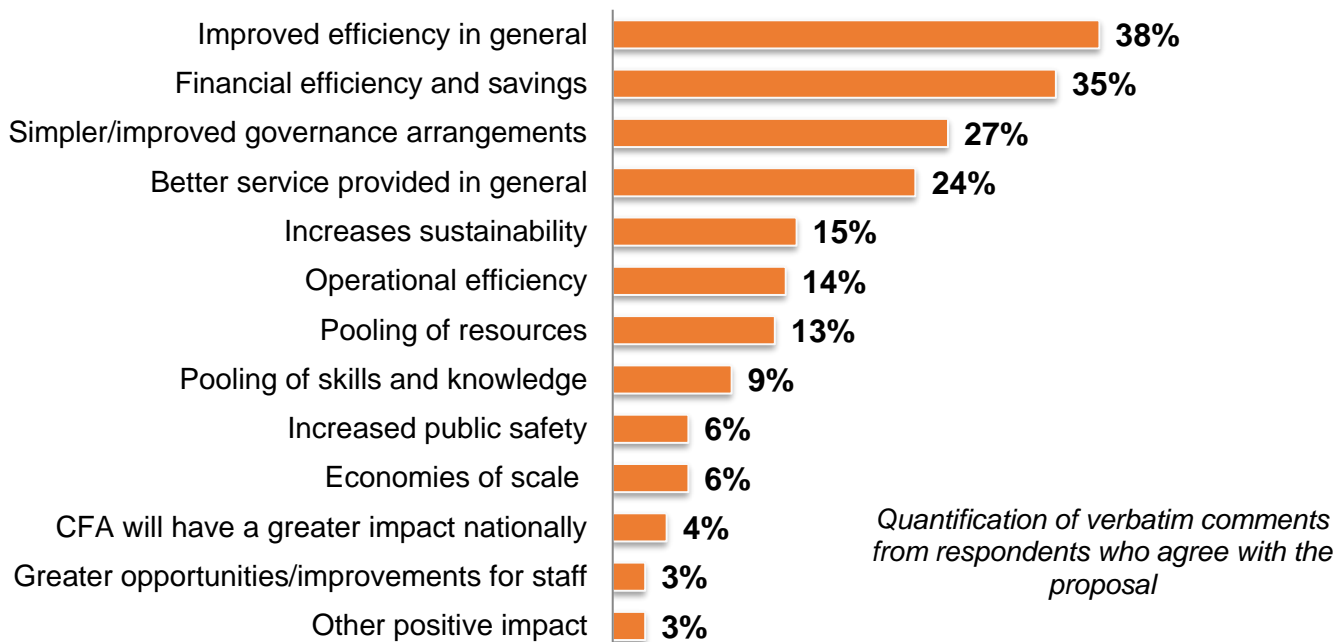 Improved efficiency in general 38%
Financial efficiency and savings 35%
Simpler/improved governance arrangements 27%
Better service provided in general 24%
Increases sustainability 15%
Operational efficiency 14%
Pooling of resources 13%
Pooling of skills and knowledge 9%
Increased public safety 6%
Economies of scale 6%
CFA will have a greater impact nationally 4%
Greater opportunities/improvements for staff 3%
Other positive impact 3%
Quantification of verbatim comments
from respondents who agree with the
proposal